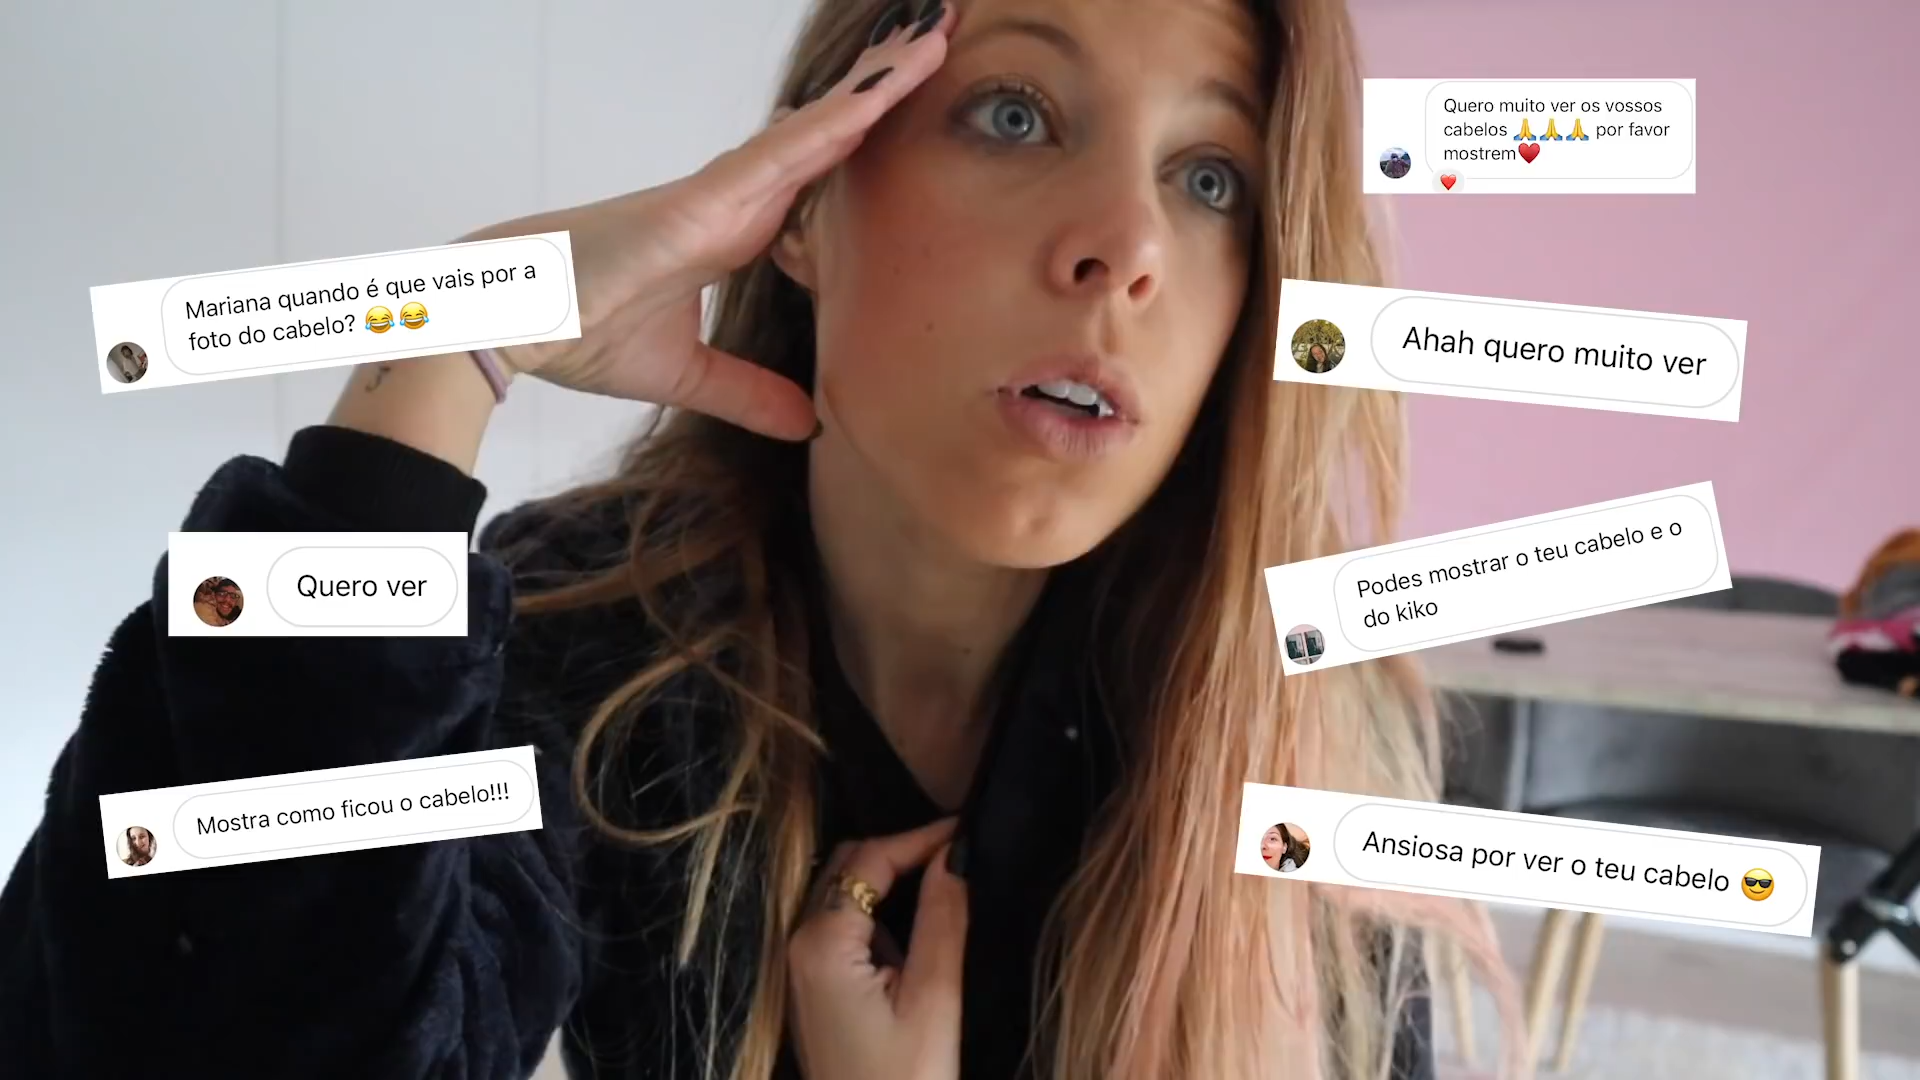 Quero muito ver os vossos
cabelos 🙏🙏🙏 por favor
mostrem♥️
Mariana quando é que vais por a
foto do cabelo? 😂😂
Ahah quero muito ver
Quero ver
Podes mostrar o teu cabelo e o
do kiko
Mostra como ficou o cabelo!!!
Ansiosa por ver o teu cabelo 😎